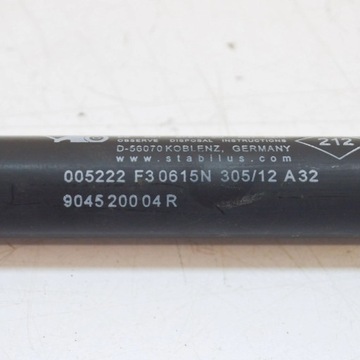 OBSERVE DISPOSAL INSTRUCTIONS
D-56070 KOBLENZ, GERMANY
www.stabilus.com
212
005222 F3 0615N 305/12 A32
9045 200 04 R